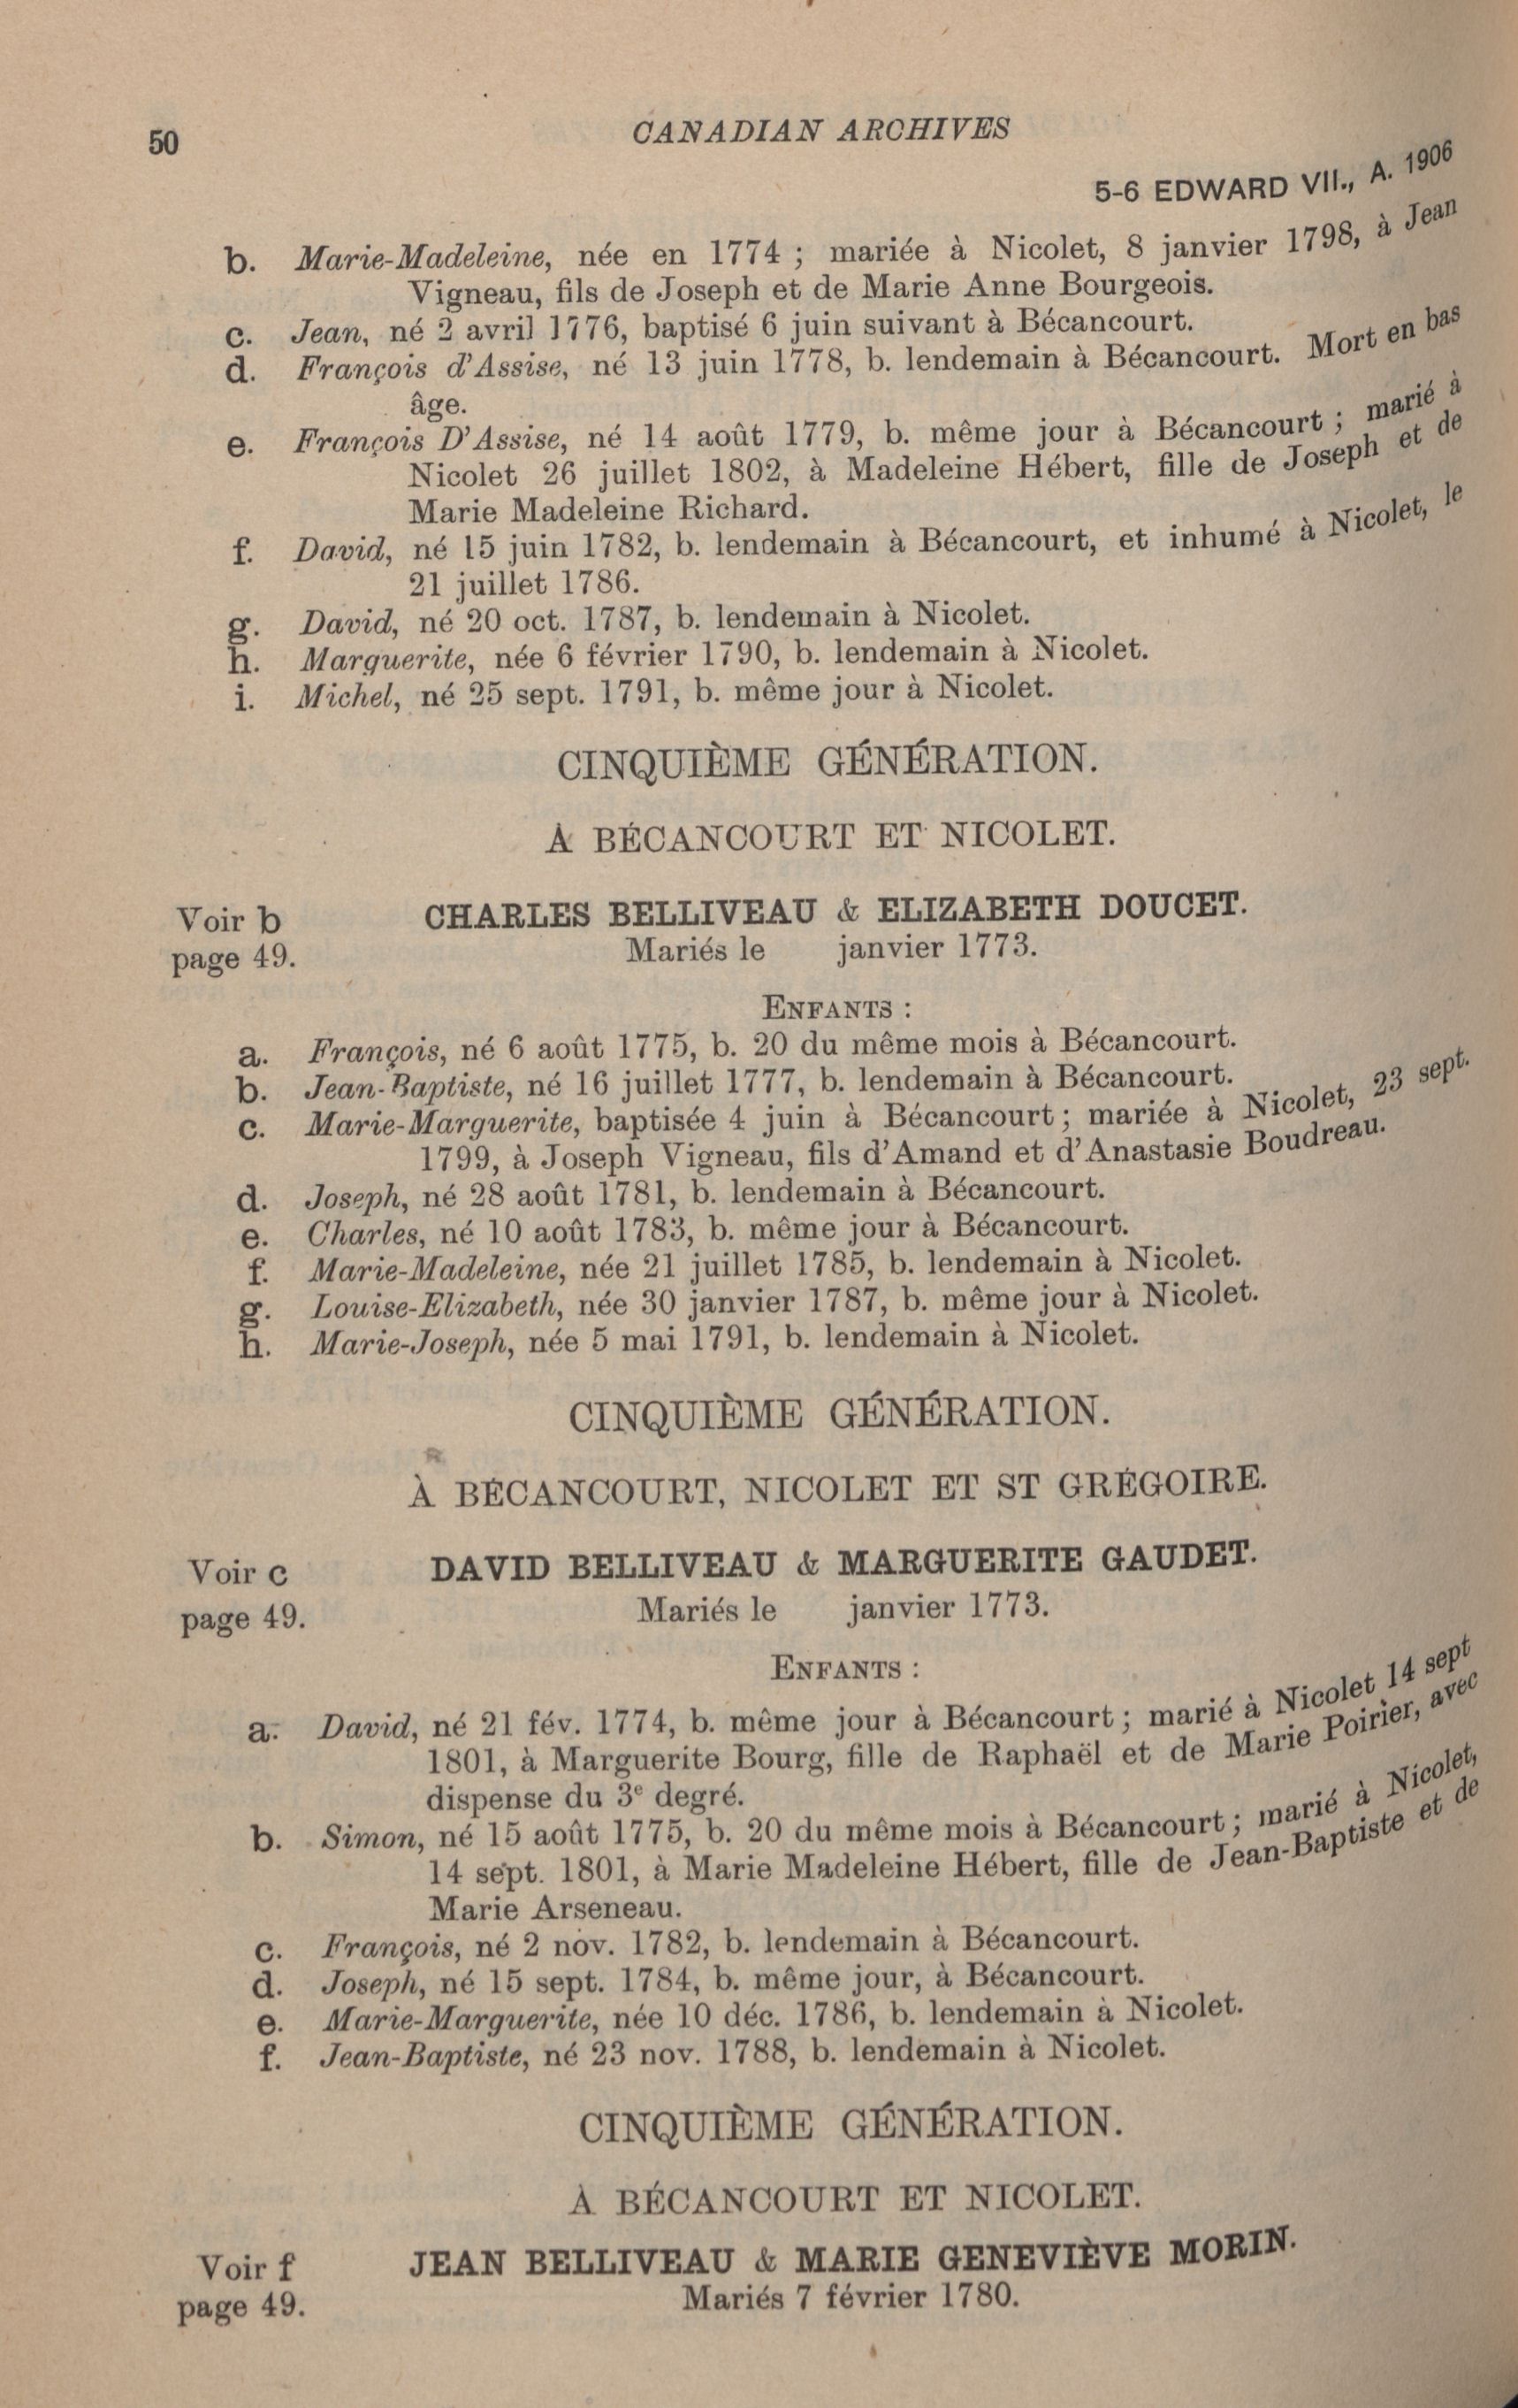 50
CANADIAN ARCHIVES
5-6 EDWARD VII., A. 1906
b. Marie-Madeleine, née en 1774 ; mariée à Nicolet, 8 janvier 1798, à Jean
Vigneau, fils de Joseph et de Marie Anne Bourgeois.
c. Jean, né 2 avril 1776, baptisé 6 juin suivant à Bécancourt.
d. François d'Assise, né 13 juin 1778, b. lendemain à Bécancourt. Mort en bas
âge.
e. François D'Assise, né 14 août 1779, b. même jour à Bécancourt ; marié à
Nicolet 26 juillet 1802, à Madeleine Hébert, fille de Joseph et de
Marie Madeleine Richard.
f. David, né 15 juin 1782, b. lendemain à Bécancourt, et inhumé à Nicolet, le
21 juillet 1786.
g. David, né 20 oct. 1787, b. lendemain à Nicolet.
h. Marguerite, née 6 février 1790, b. lendemain à Nicolet.
i. Michel, né 25 sept. 1791, b. même jour à Nicolet.
CINQUIÈME GÉNÉRATION.
À BÉCANCOURT ET NICOLET.
Voir b CHARLES BELLIVEAU & ELIZABETH DOUCET.
page 49. Mariés le janvier 1773.
ENFANTS :
a. François, né 6 août 1775, b. 20 du même mois à Bécancourt.
b. Jean-Baptiste, né 16 juillet 1777, b. lendemain à Bécancourt.
c. Marie-Marguerite, baptisée 4 juin à Bécancourt ; mariée à Nicolet, 23 sept.
1799, à Joseph Vigneau, fils d'Amand et d'Anastasie Boudreau.
d. Joseph, né 28 août 1781, b. lendemain à Bécancourt.
e. Charles, né 10 août 1783, b. même jour à Bécancourt.
f. Marie-Madeleine, née 21 juillet 1785, b. lendemain à Nicolet.
g. Louise-Elizabeth, née 30 janvier 1787, b. même jour à Nicolet.
h. Marie-Joseph, née 5 mai 1791, b. lendemain à Nicolet.
CINQUIÈME GÉNÉRATION.
À BÉCANCOURT, NICOLET ET ST GRÉGOIRE.
Voir c DAVID BELLIVEAU & MARGUERITE GAUDET.
page 49. Mariés le janvier 1773.
ENFANTS :
a. David, né 21 fév. 1774, b. même jour à Bécancourt ; marié à Nicolet 14 sept
1801, à Marguerite Bourg, fille de Raphaël et de Marie Poirier, avec
dispense du 3e degré.
b. Simon, né 15 août 1775, b. 20 du même mois à Bécancourt ; marié à Nicolet,
14 sept. 1801, à Marie Madeleine Hébert, fille de Jean-Baptiste et de
Marie Arseneau.
c. François, né 2 nov. 1782, b. lendemain à Bécancourt.
d. Joseph, né 15 sept. 1784, b. même jour, à Bécancourt.
e. Marie-Marguerite, née 10 déc. 1786, b. lendemain à Nicolet.
f. Jean-Baptiste, né 23 nov. 1788, b. lendemain à Nicolet.
CINQUIÈME GÉNÉRATION.
À BÉCANCOURT ET NICOLET.
Voir f JEAN BELLIVEAU & MARIE GENEVIÈVE MORIN.
page 49. Mariés 7 février 1780.